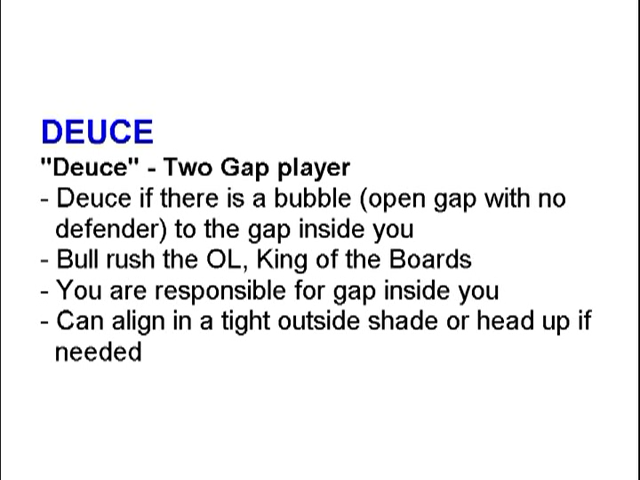 DEUCE
"Deuce" - Two Gap player
- Deuce if there is a bubble (open gap with no
defender) to the gap inside you
- Bull rush the OL, King of the Boards
- You are responsible for gap inside you
- Can align in a tight outside shade or head up if
needed